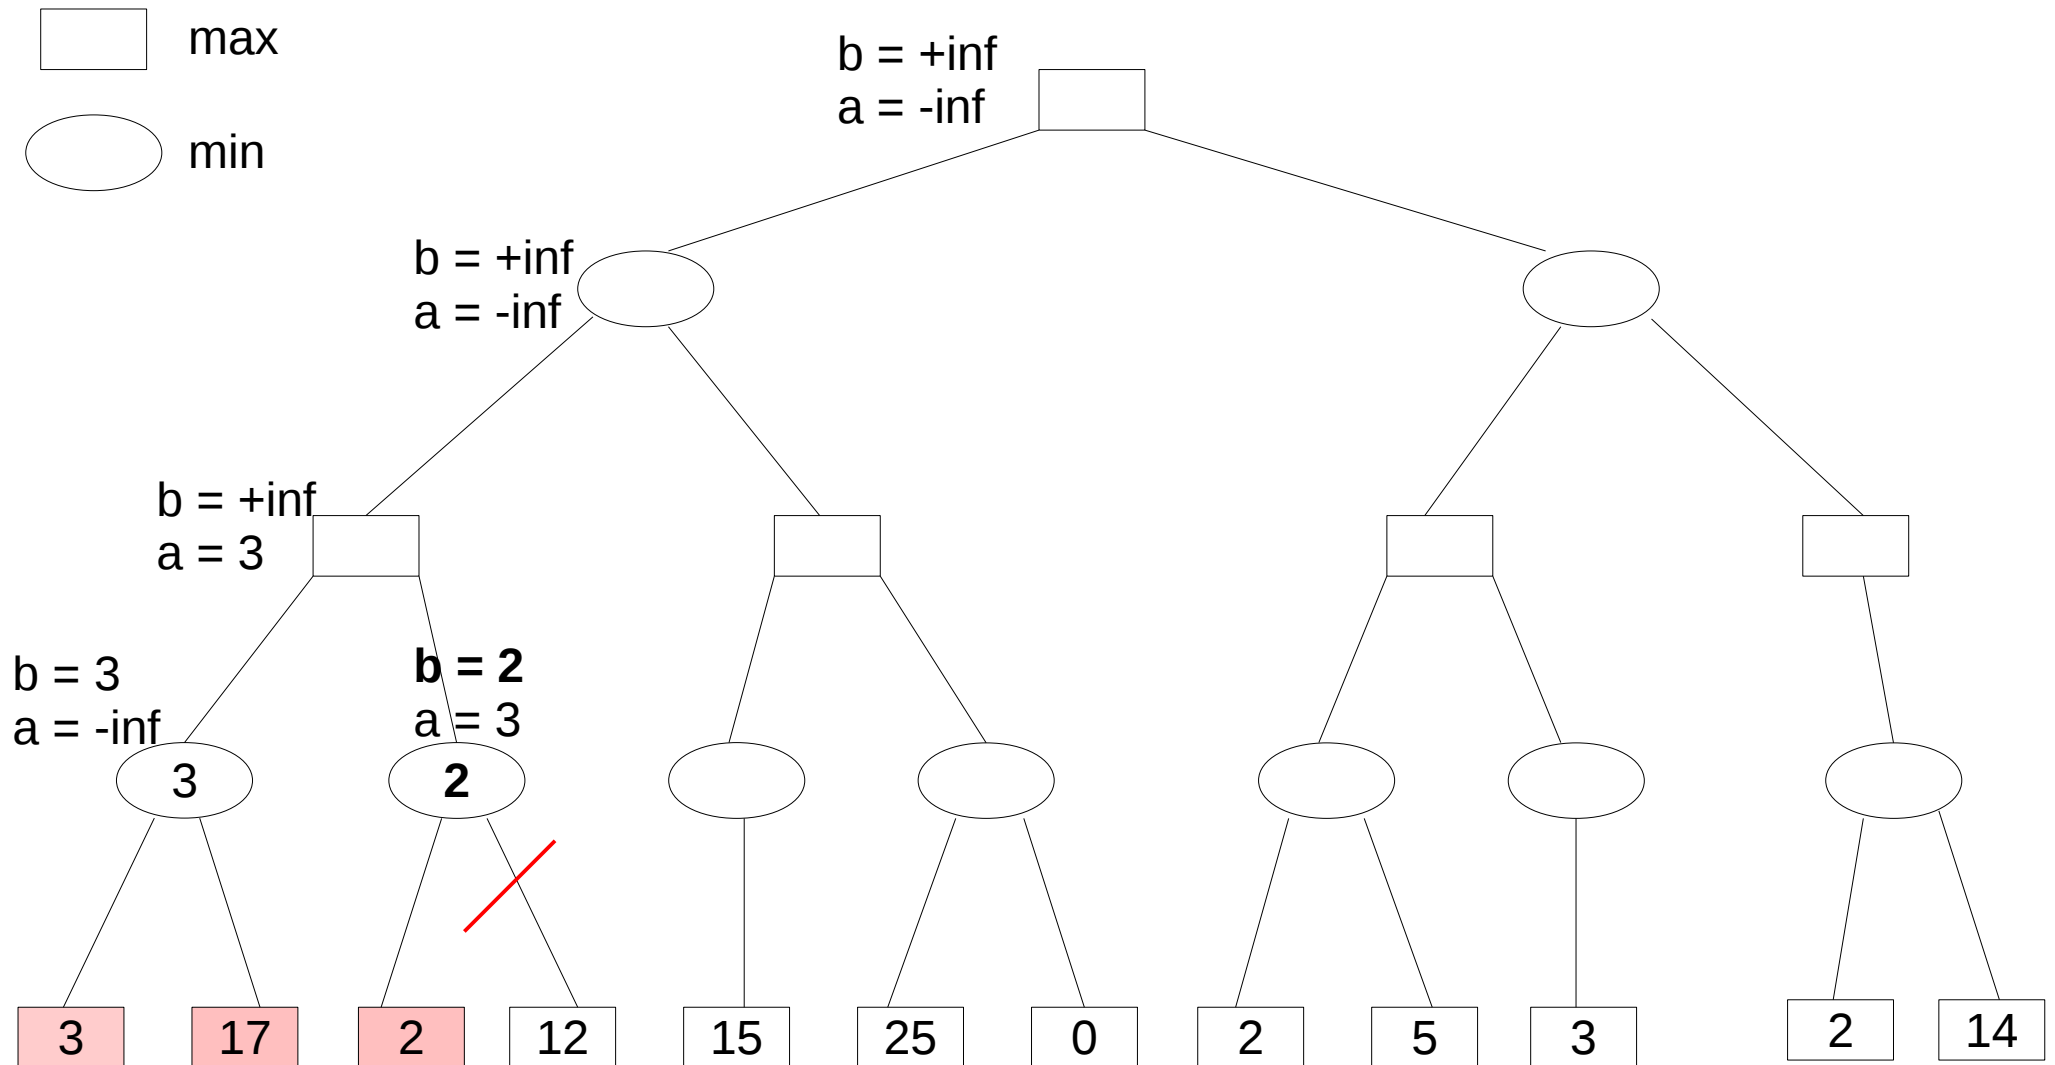 max
min
b = +inf
a = -inf
b = +inf
a = -inf
b = +inf
a = 3
b = 3
a = -inf
b = 2
a = 3
3
2
3 17 2 12 15 25 0 2 5 3 2 14